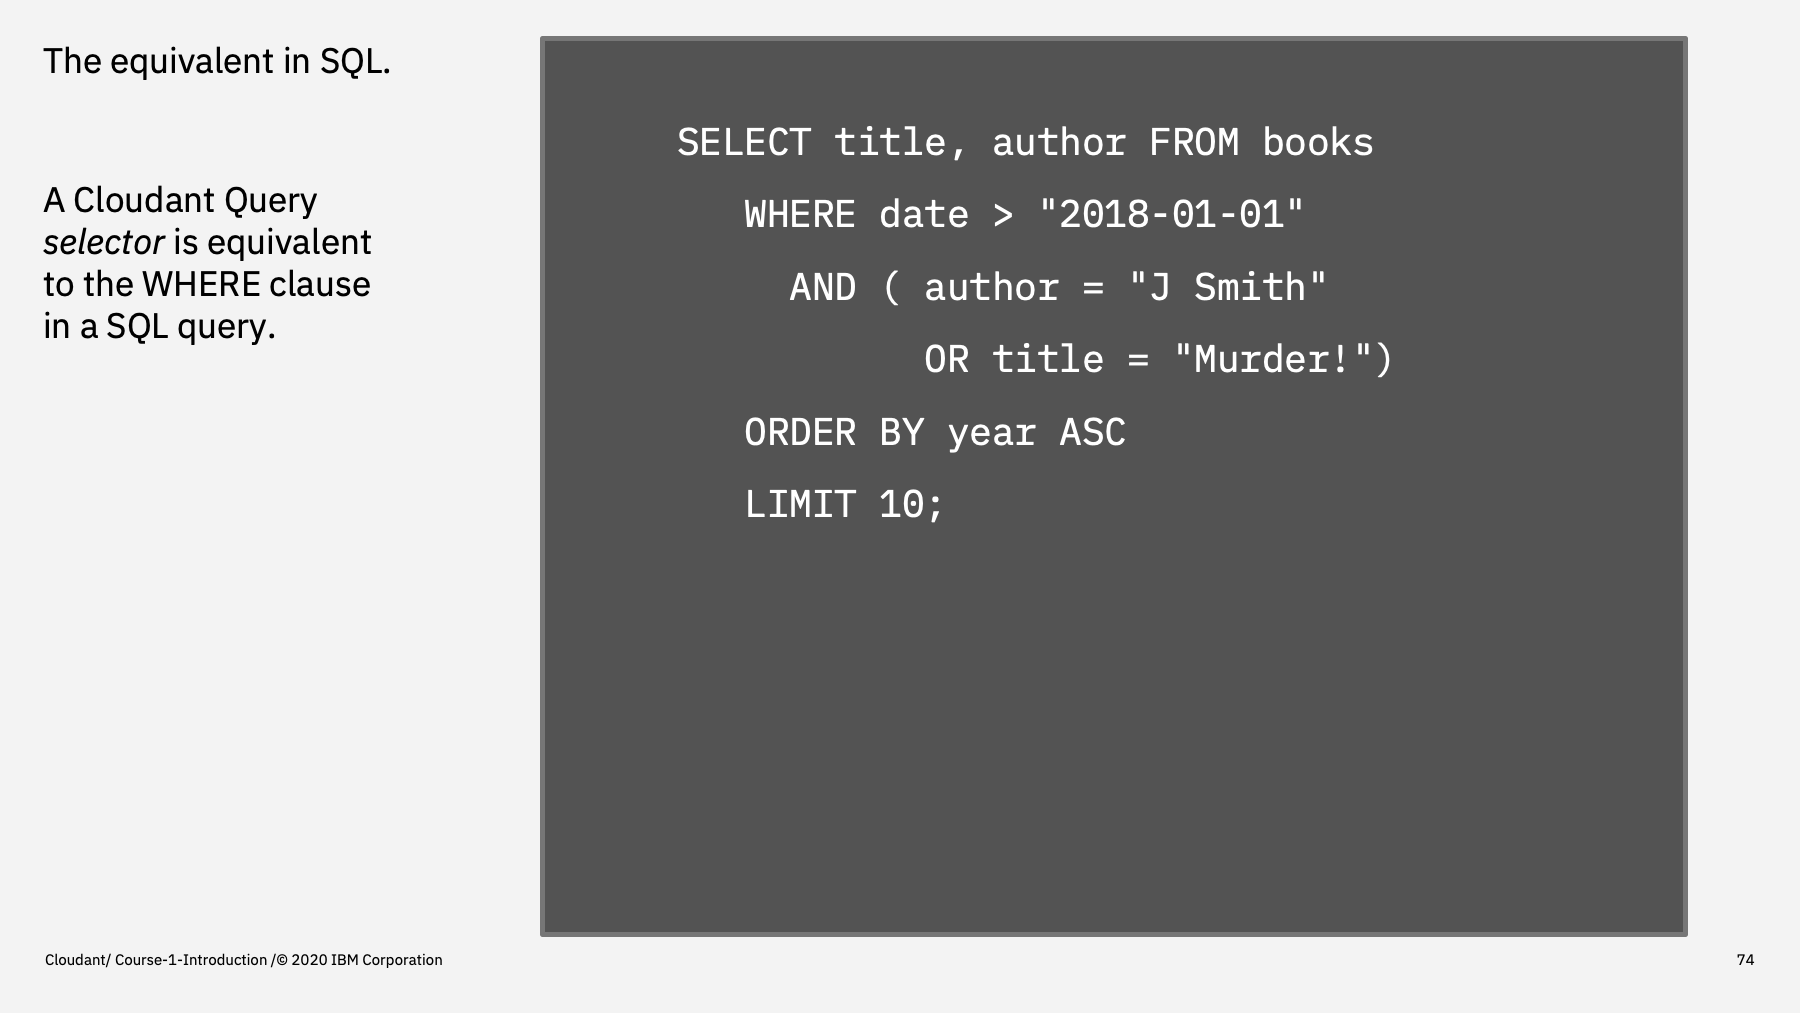 The equivalent in SQL.
A Cloudant Query
selector is equivalent
to the WHERE clause
in a SQL query.
SELECT title, author FROM books
WHERE date > "2018-01-01"
AND ( author = "J Smith"
OR title = "Murder!")
ORDER BY year ASC
LIMIT 10;
Cloudant/ Course-1-Introduction /© 2020 IBM Corporation
74